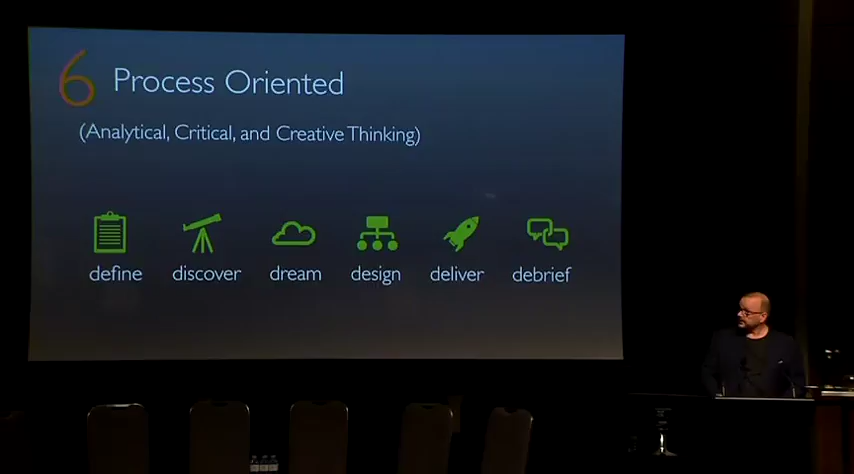 6 Process Oriented
(Analytical, Critical, and Creative Thinking)
define discover dream design deliver debrief